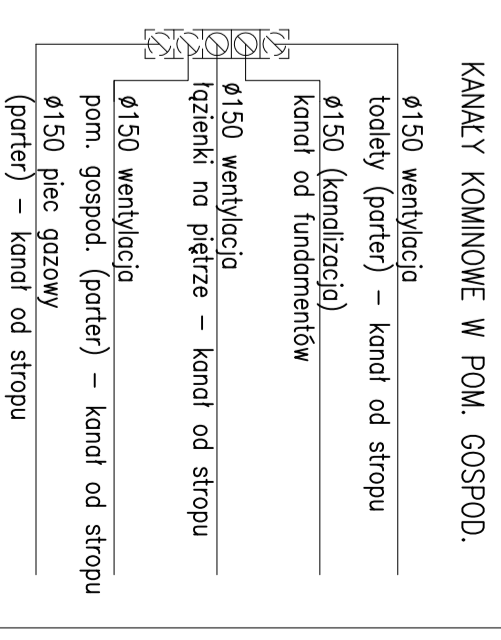 KANAŁY KOMINOWE W POM. GOSPOD.
ø150 wentylacja
toalety (parter) – kanał od stropu
ø150 (kanalizacja)
kanał od fundamentów
ø150 wentylacja
łązienki na piętrze – kanał od stropu
ø150 wentylacja
pom. gospod. (parter) – kanał od stropu
ø150 piec gazowy
(parter) – kanał od stropu